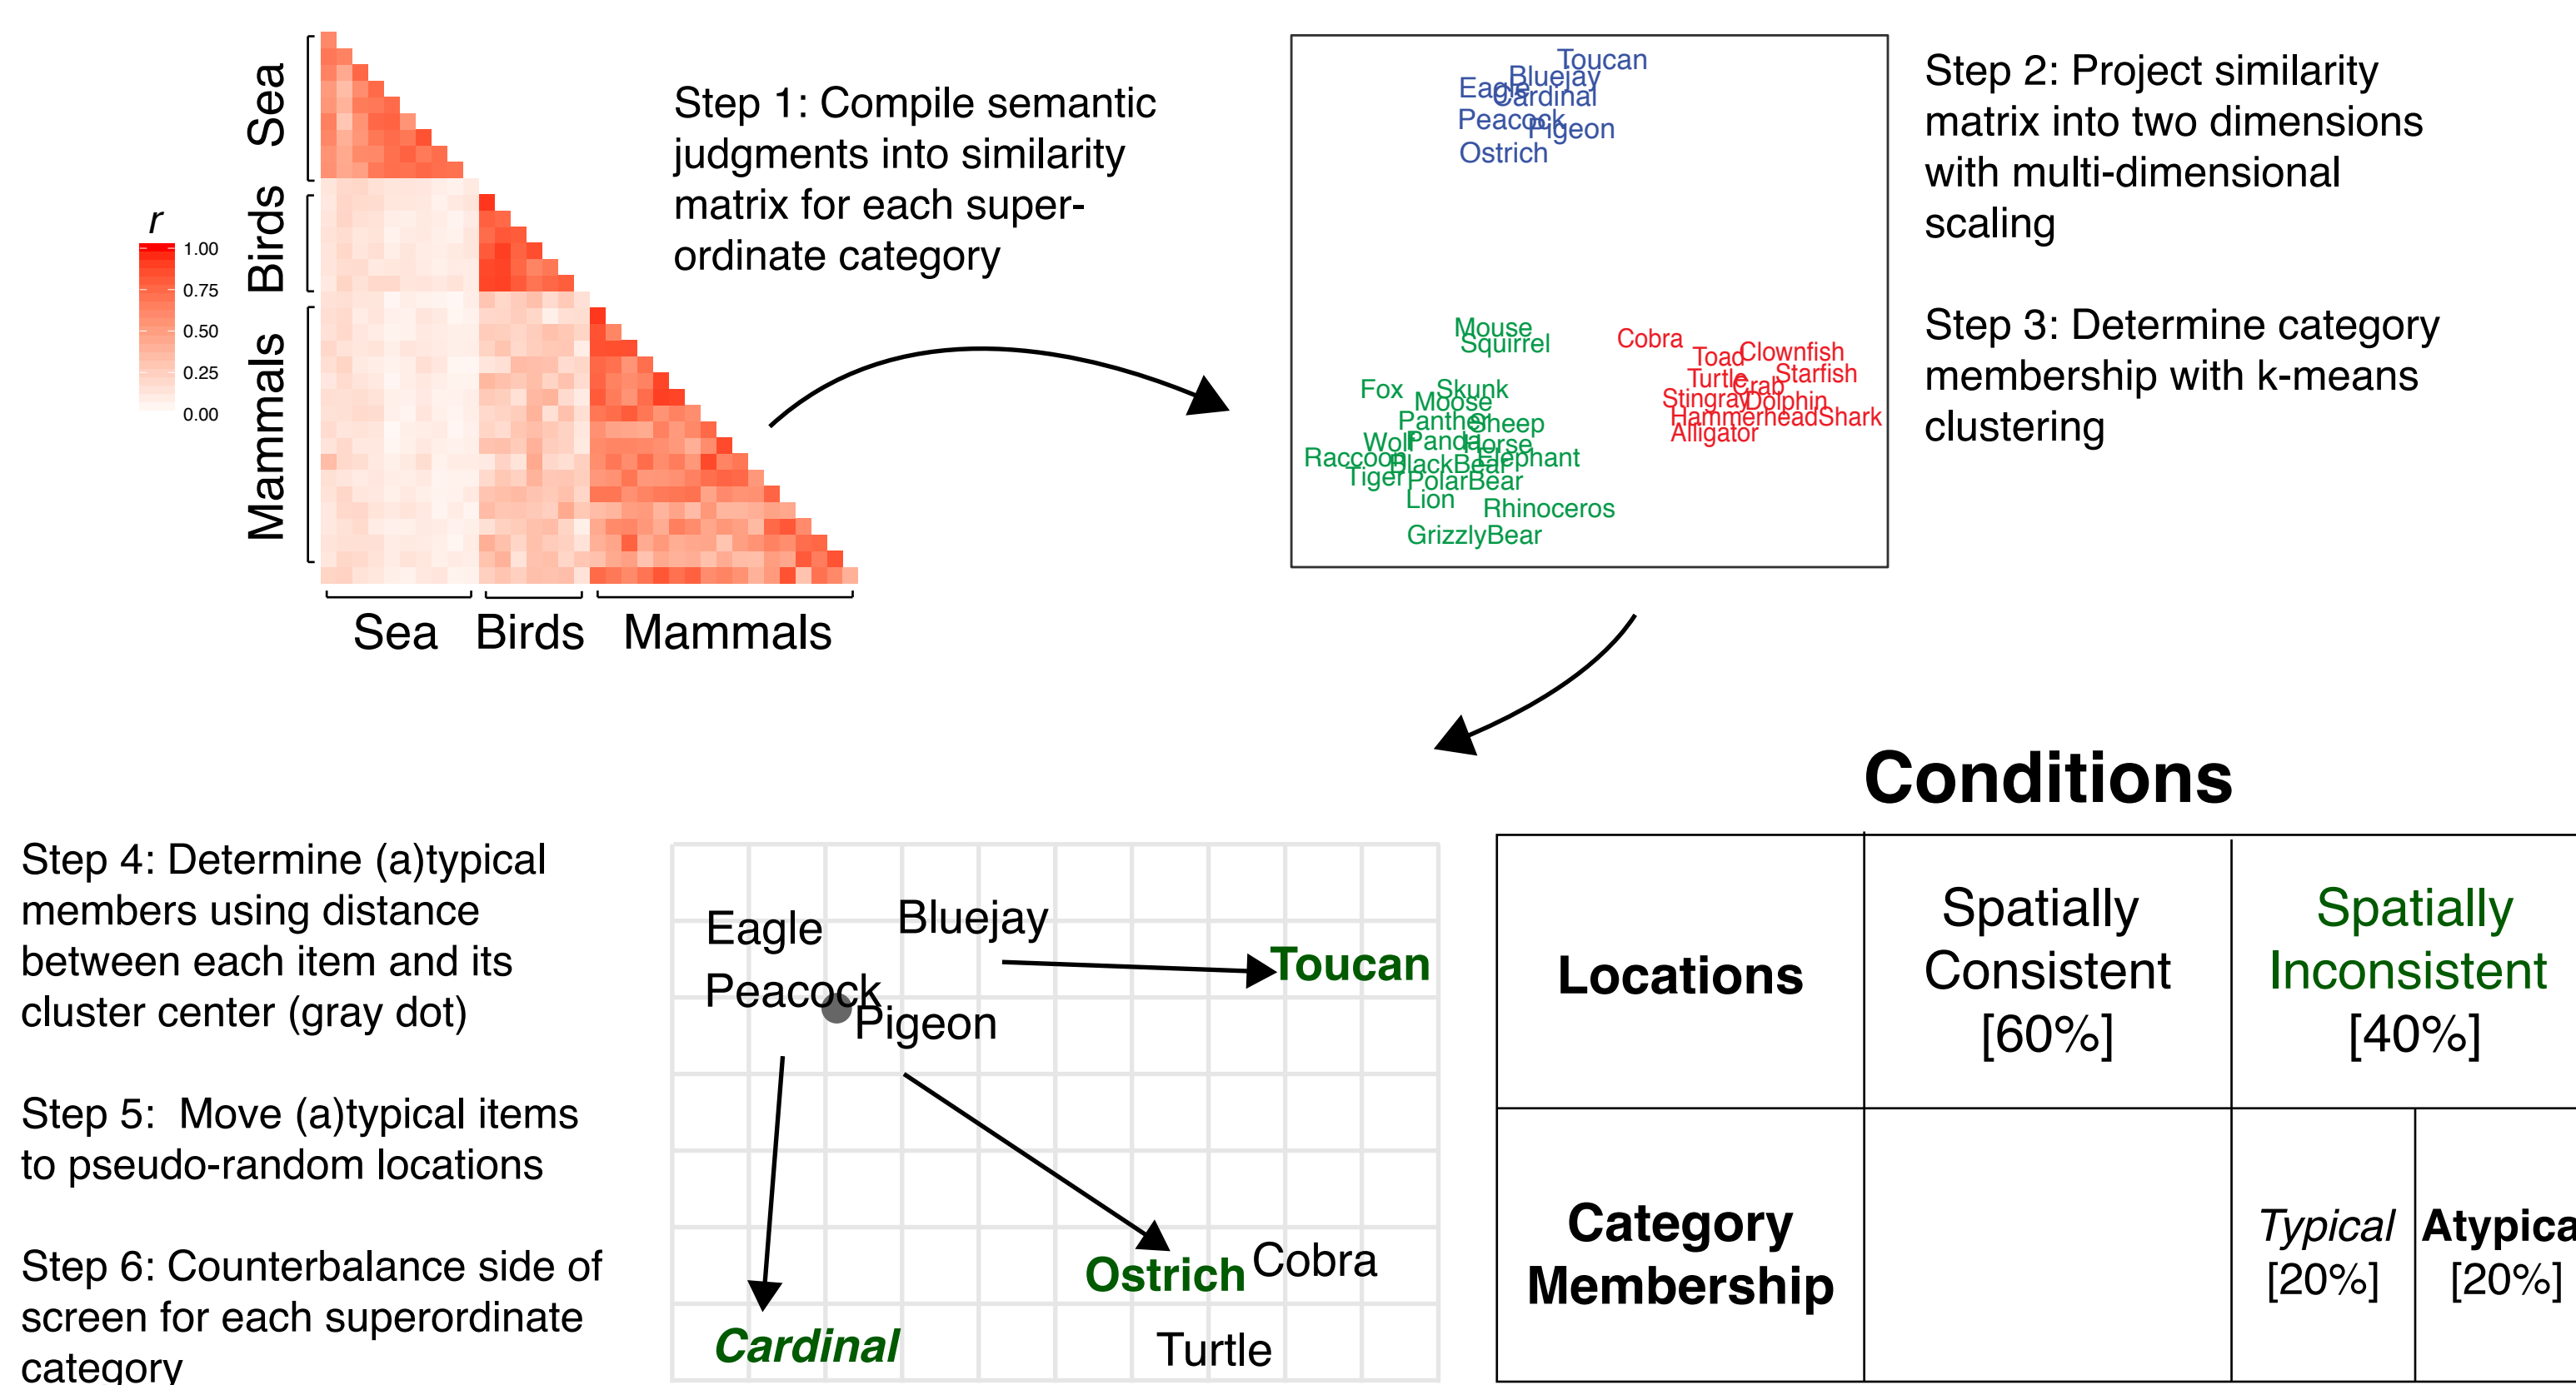 Sea
Birds
Mammals
r
1.00
0.75
0.50
0.25
0.00
Sea Birds Mammals
Step 1: Compile semantic
judgments into similarity
matrix for each super-
ordinate category
Toucan
Bluejay
Eagle
Cardinal
Peacock
Pigeon
Ostrich
Mouse
Squirrel
Cobra
Toad
Clownfish
Turtle
Crab
Starfish
Fox
Skunk
Moose
Stingray
Dolphin
HammerheadShark
Panther
Sheep
Alligator
Wolf
Panda
Horse
Raccoon
BlackBear
Elephant
Tiger
PolarBear
Lion
Rhinoceros
GrizzlyBear
Step 2: Project similarity
matrix into two dimensions
with multi-dimensional
scaling
Step 3: Determine category
membership with k-means
clustering
Step 4: Determine (a)typical
members using distance
between each item and its
cluster center (gray dot)
Step 5: Move (a)typical items
to pseudo-random locations
Step 6: Counterbalance side of
screen for each superordinate
category
Eagle
Bluejay
Toucan
Peacock
Pigeon
Ostrich
Cobra
Cardinal
Turtle
Conditions
Locations
Spatially
Consistent
[60%]
Spatially
Inconsistent
[40%]
Category
Membership
Typical
[20%]
Atypica
[20%]